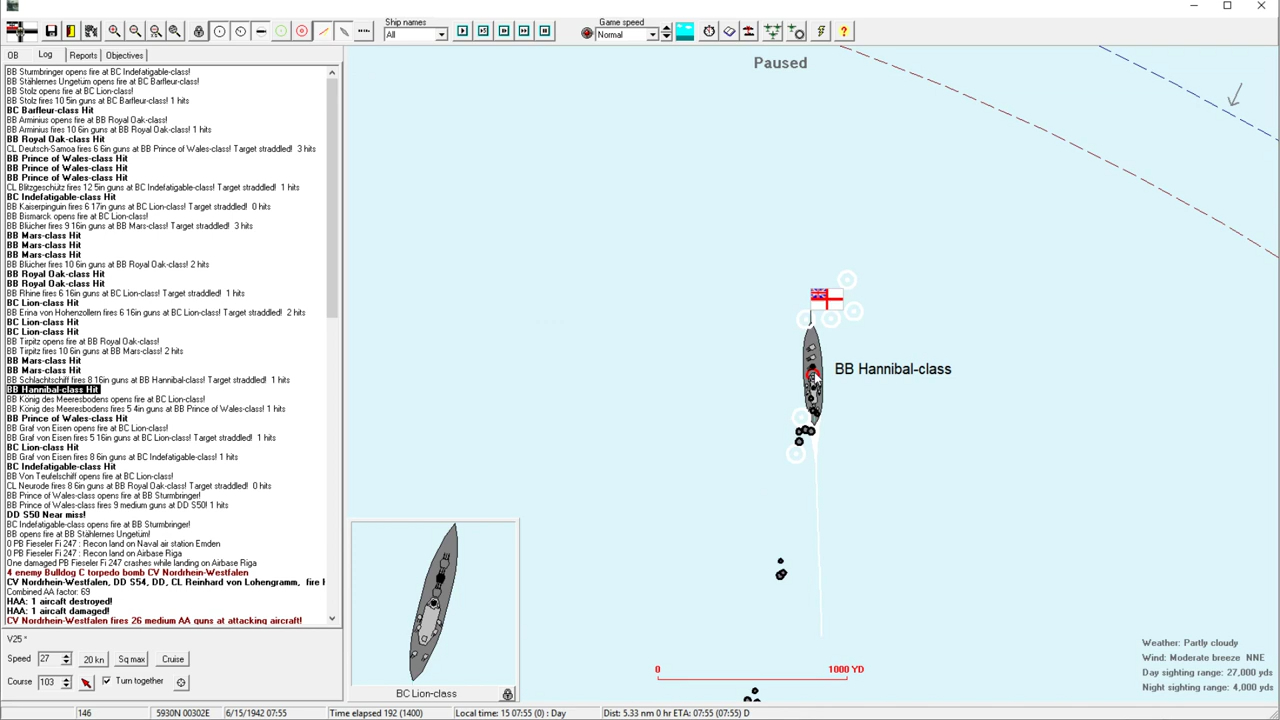 Ship names
All
Game speed
Normal
OB
Log
Reports
Objectives
Paused
BB Sturmbringer opens fire at BC Indefatigable-class!
BB Stählernes Ungetüm opens fire at BC Barfleur-class!
BB Stolz opens fire at BC Lion-class!
BB Stolz fires 10 5in guns at BC Barfleur-class! 1 hits
BC Barfleur-class Hit
BB Arminius opens fire at BB Royal Oak-class!
BB Arminius fires 10 6in guns at BB Royal Oak-class! 1 hits
BB Royal Oak-class Hit
CL Deutsch-Samoa fires 6 6in guns at BB Prince of Wales-class! Target straddled! 3 hits
BB Prince of Wales-class Hit
BB Prince of Wales-class Hit
BB Prince of Wales-class Hit
CL Blitzgeschütz fires 12 5in guns at BC Indefatigable-class! Target straddled! 1 hits
BC Indefatigable-class Hit
BB Kaiserpinguin fires 6 17in guns at BC Lion-class! Target straddled! 0 hits
BB Bismarck opens fire at BC Lion-class!
BB Blücher fires 9 16in guns at BB Mars-class! Target straddled! 3 hits
BB Mars-class Hit
BB Mars-class Hit
BB Mars-class Hit
BB Blücher fires 10 6in guns at BB Royal Oak-class! 2 hits
BB Royal Oak-class Hit
BB Royal Oak-class Hit
BB Rhine fires 6 16in guns at BC Lion-class! Target straddled! 1 hits
BC Lion-class Hit
BB Erina von Hohenzollern fires 6 16in guns at BC Lion-class! Target straddled! 2 hits
BC Lion-class Hit
BC Lion-class Hit
BB Tirpitz opens fire at BB Royal Oak-class!
BB Tirpitz fires 10 6in guns at BB Mars-class! 2 hits
BB Mars-class Hit
BB Mars-class Hit
BB Schlachtschiff fires 8 16in guns at BB Hannibal-class! Target straddled! 1 hits
BB Hannibal-class Hit
BB König des Meeresboden opens fire at BC Lion-class!
BB König des Meeresboden fires 5 4in guns at BB Prince of Wales-class! 1 hits
BB Prince of Wales-class Hit
BB Graf von Eisen opens fire at BC Lion-class!
BB Graf von Eisen fires 5 16in guns at BC Lion-class! Target straddled! 1 hits
BC Lion-class Hit
BB Graf von Eisen fires 8 6in guns at BC Indefatigable-class! 1 hits
BC Indefatigable-class Hit
BB Von Teufelschiff opens fire at BC Lion-class!
CL Neurode fires 8 6in guns at BB Royal Oak-class! Target straddled! 0 hits
BB Prince of Wales-class opens fire at BB Sturmbringer!
BB Prince of Wales-class fires 9 medium guns at DD S50! 1 hits
DD S50 Near miss!
BC Indefatigable-class opens fire at BB Sturmbringer!
BB opens fire at BB Stählernes Ungetüm!
0 PB Fieseler Fi 247 : Recon land on Naval air station Emden
0 PB Fieseler Fi 247 : Recon land on Airbase Riga
One damaged PB Fieseler Fi 247 crashes while landing on Airbase Riga
4 enemy Bulldog C torpedo bomb CV Nordrhein-Westfalen
CV Nordrhein-Westfalen, DD S54, DD, CL Reinhard von Lohengramm, fire
Combined AA factor: 69
HAA: 1 aircaft destroyed!
HAA: 1 aircaft damaged!
CV Nordrhein-Westfalen fires 26 medium AA guns at attacking aircraft!
BB Hannibal-class
V25 *
Speed 27 20 kn Sq max Cruise
Course 103 Turn together
BC Lion-class
0 1000 YD
Weather: Partly cloudy
Wind: Moderate breeze NNE
Day sighting range: 27,000 yds
Night sighting range: 4,000 yds
146 5930N 00302E 6/15/1942 07:55 Time elapsed 192 (1400) Local time: 15 07:55 (0) : Day Dist: 5.33 nm 0 hr ETA: 07:55 (07:55) D